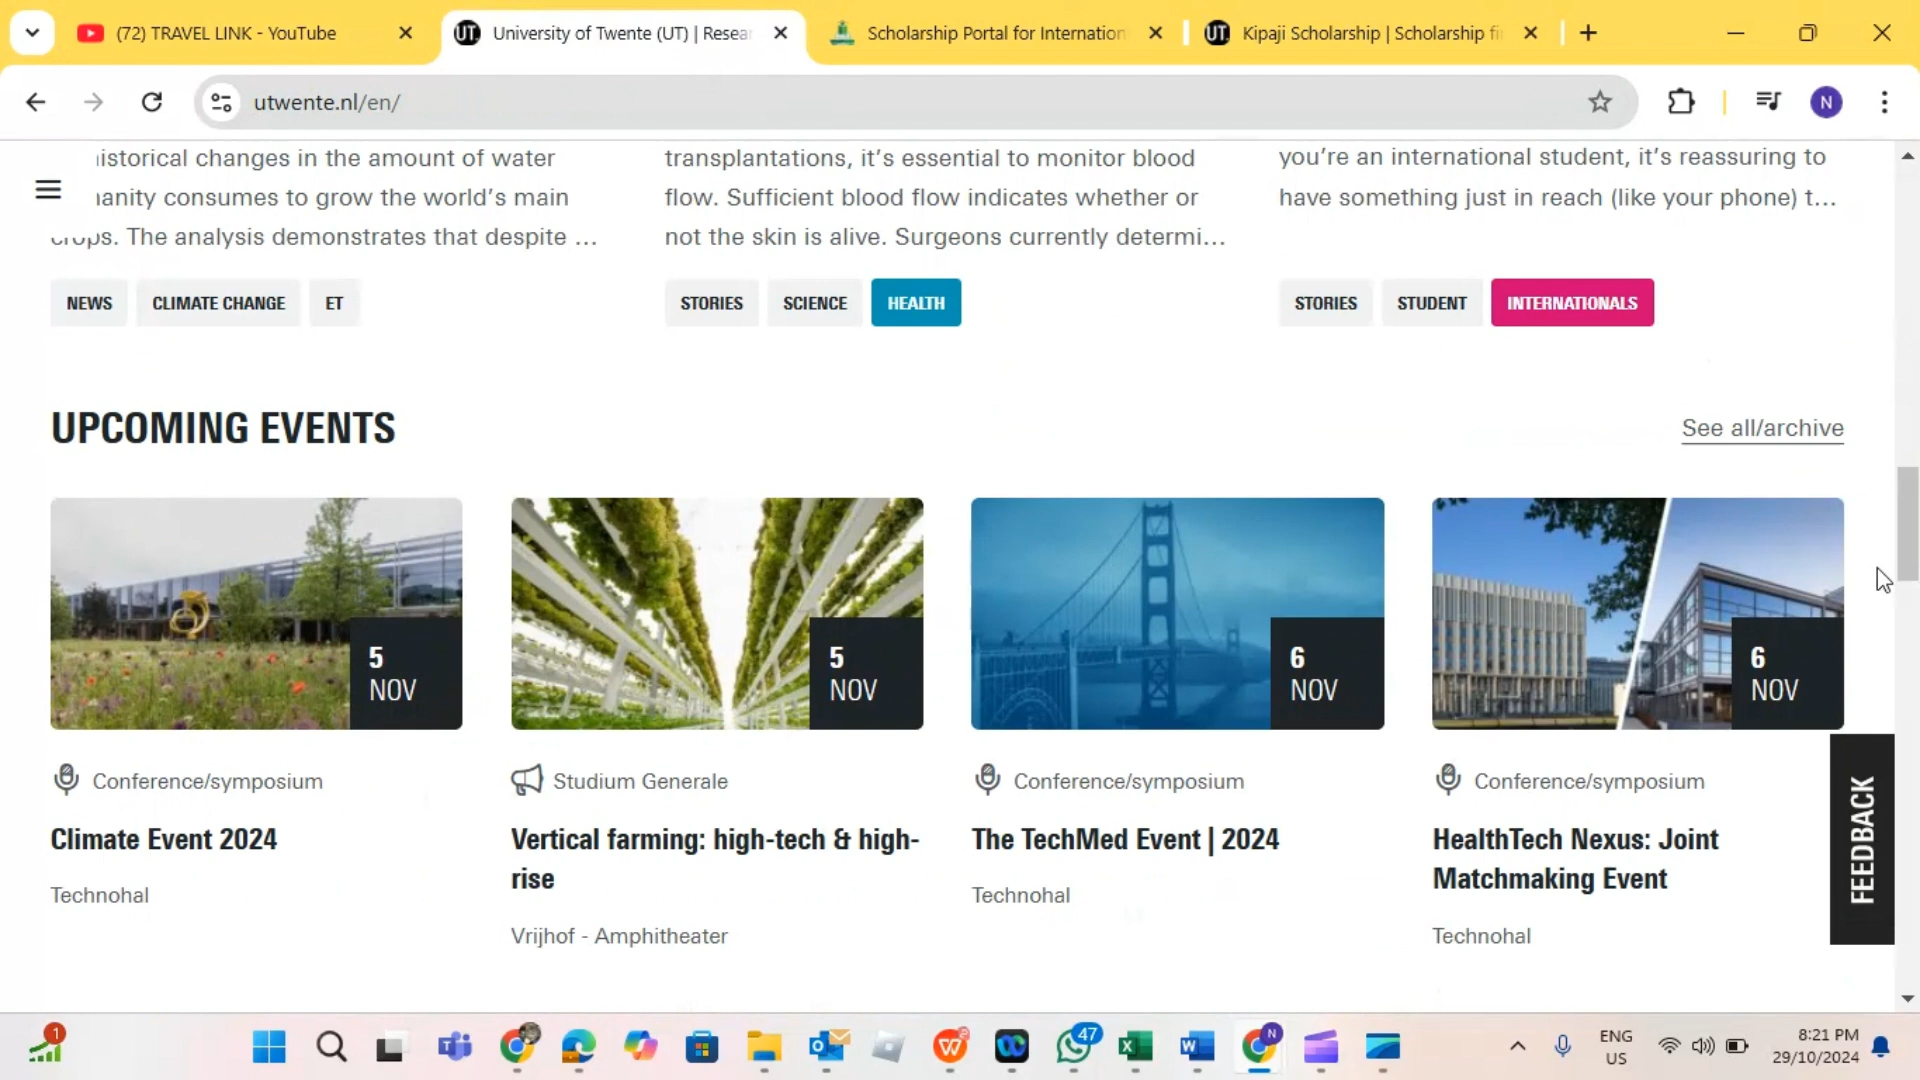 (72) TRAVEL LINK - YouTube
University of Twente (UT) | Resear
Scholarship Portal for Internation
Kipaji Scholarship | Scholarship fi
utwente.nl/en/
N
historical changes in the amount of water
humanity consumes to grow the world's main
crops. The analysis demonstrates that despite ...
transplantations, it's essential to monitor blood
flow. Sufficient blood flow indicates whether or
not the skin is alive. Surgeons currently determi...
you're an international student, it's reassuring to
have something just in reach (like your phone) t...
NEWS CLIMATE CHANGE ET
STORIES SCIENCE HEALTH
STORIES STUDENT INTERNATIONALS
UPCOMING EVENTS
See all/archive
5
NOV
Conference/symposium
Climate Event 2024
Technohal
5
NOV
Studium Generale
Vertical farming: high-tech & high-
rise
Vrijhof - Amphitheater
6
NOV
Conference/symposium
The TechMed Event | 2024
Technohal
6
NOV
Conference/symposium
HealthTech Nexus: Joint
Matchmaking Event
Technohal
FEEDBACK
1
47
N
ENG
US
8:21 PM
29/10/2024